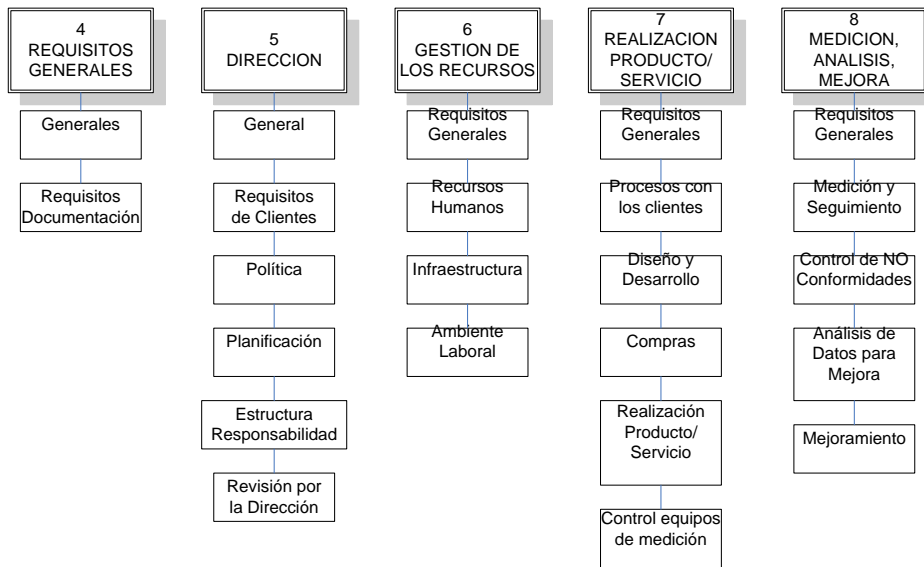 4
REQUISITOS
GENERALES
Generales
Requisitos
Documentación
5
DIRECCION
General
Requisitos
de Clientes
Política
Planificación
Estructura
Responsabilidad
Revisión por
la Dirección
6
GESTION DE
LOS RECURSOS
Requisitos
Generales
Recursos
Humanos
Infraestructura
Ambiente
Laboral
7
REALIZACION
PRODUCTO/
SERVICIO
Requisitos
Generales
Procesos con
los clientes
Diseño y
Desarrollo
Compras
Realización
Producto/
Servicio
Control equipos
de medición
8
MEDICION,
ANALISIS,
MEJORA
Requisitos
Generales
Medición y
Seguimiento
Control de NO
Conformidades
Análisis de
Datos para
Mejora
Mejoramiento